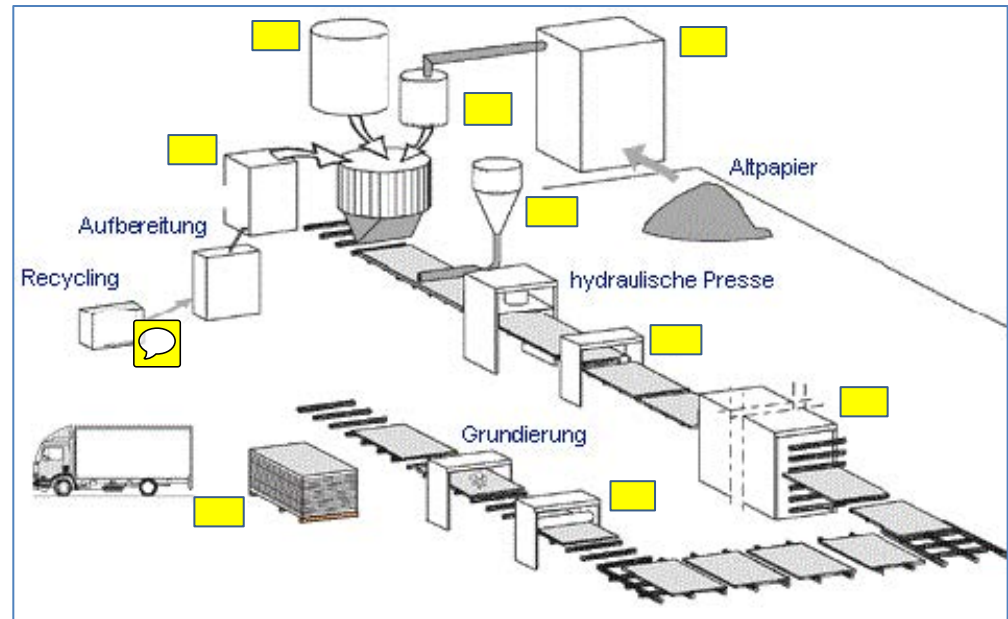 Altpapier
Aufbereitung
Recycling
hydraulische Presse
Grundierung